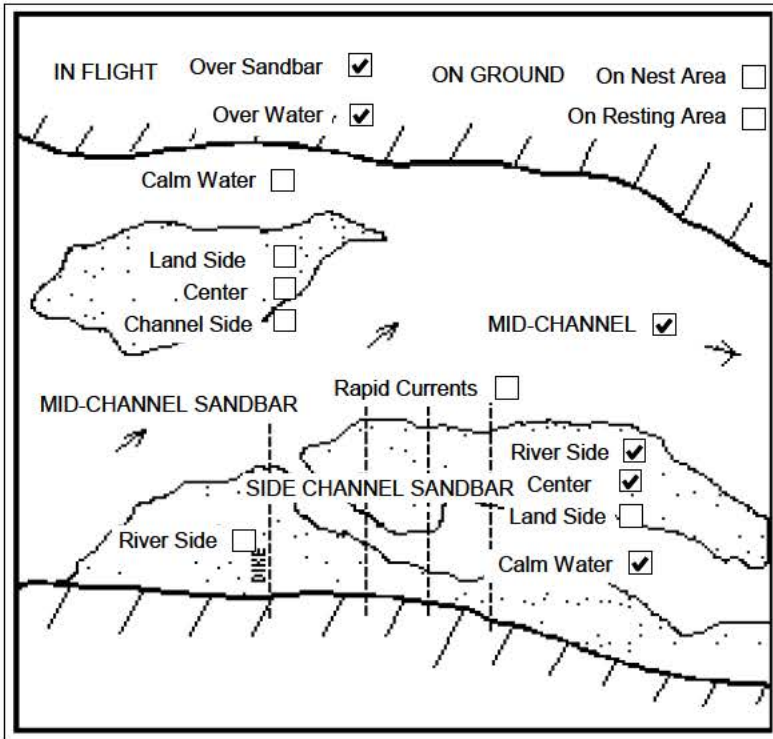 IN FLIGHT Over Sandbar ON GROUND On Nest Area
Over Water On Resting Area
Calm Water
Land Side
Center
Channel Side
MID-CHANNEL
Rapid Currents
MID-CHANNEL SANDBAR
River Side
SIDE CHANNEL SANDBAR Center
Land Side
River Side
DIKE
Calm Water